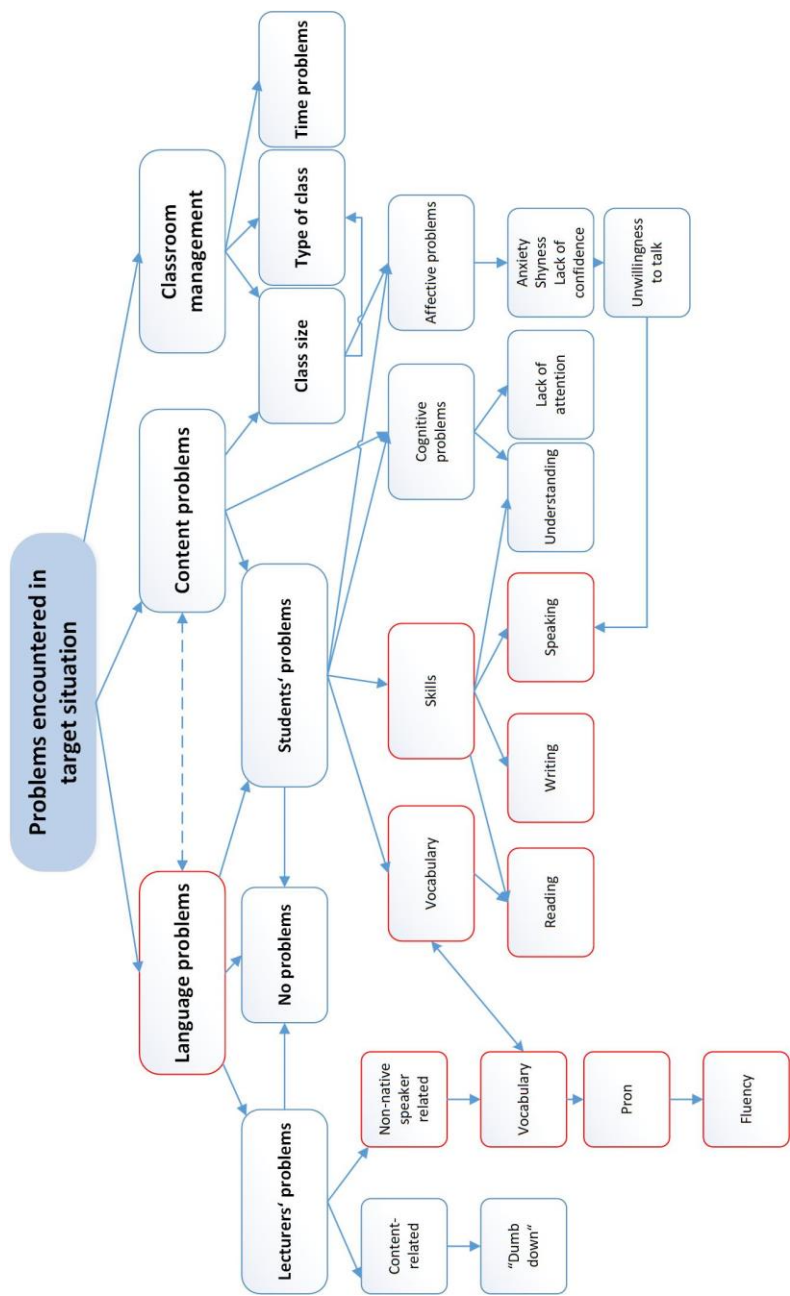 Problems encountered in
target situation
Language problems
Content problems
Classroom
management
Lecturers‘ problems
No problems
Students‘ problems
Class size
Type of class
Time problems
Content-
related
Non-native
speaker
related
Vocabulary
Skills
Cognitive
problems
Affective problems
“Dumb
down“
Vocabulary
Reading
Writing
Speaking
Understanding
Lack of
attention
Anxiety
Shyness
Lack of
confidence
Pron
Unwillingness
to talk
Fluency